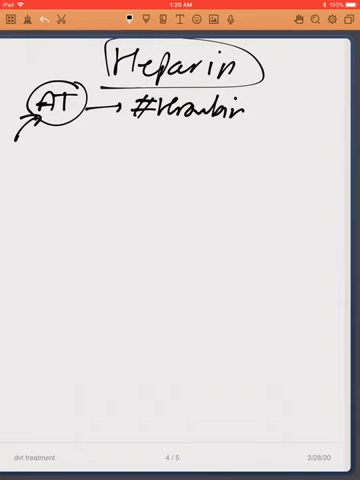 iPad
1:20 AM
100%
Heparin
AT → #thrombin
dvt treatment
4 / 5
3/28/20